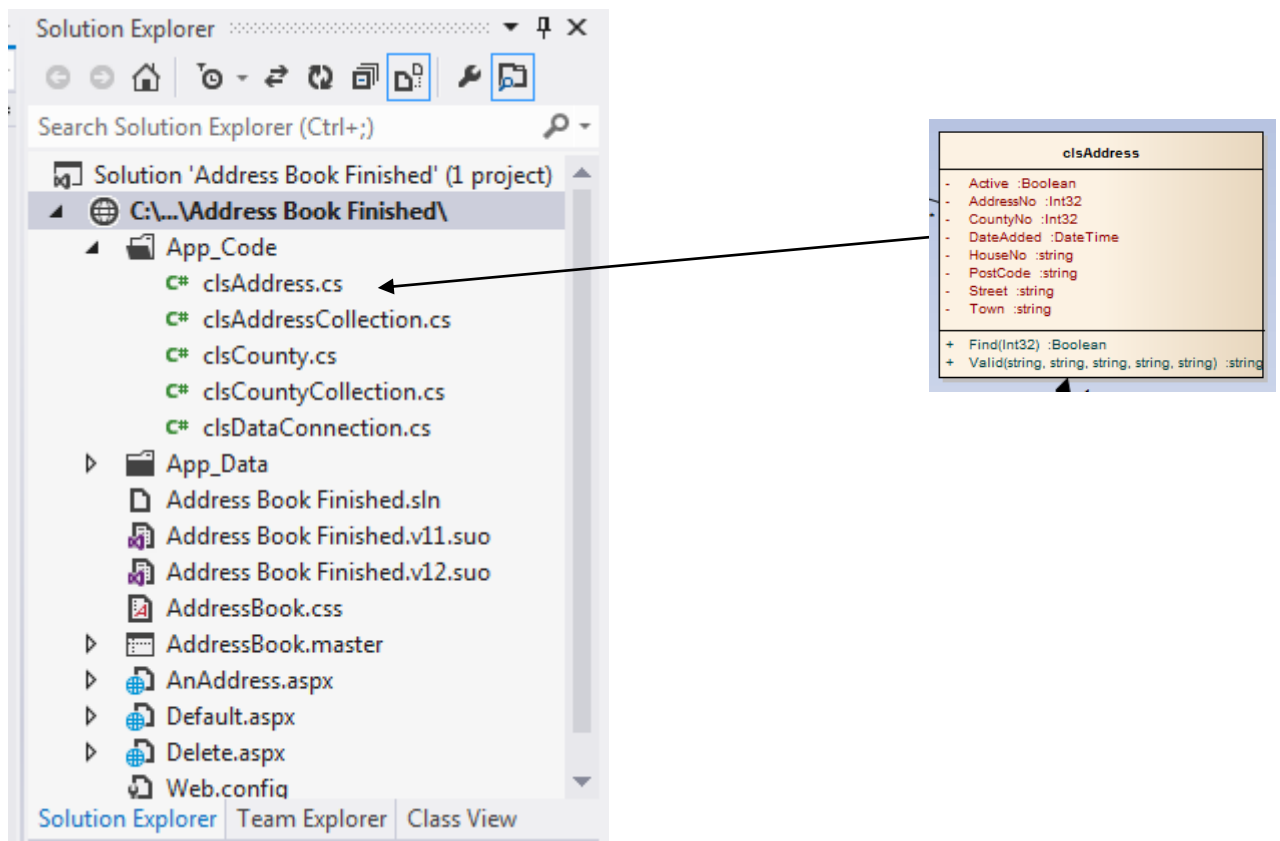 Solution Explorer
Search Solution Explorer (Ctrl+;)
Solution 'Address Book Finished' (1 project)
C:\...\Address Book Finished\
App_Code
C# clsAddress.cs
C# clsAddressCollection.cs
C# clsCounty.cs
C# clsCountyCollection.cs
C# clsDataConnection.cs
App_Data
Address Book Finished.sln
Address Book Finished.v11.suo
Address Book Finished.v12.suo
AddressBook.css
AddressBook.master
AnAddress.aspx
Default.aspx
Delete.aspx
Web.config
Solution Explorer Team Explorer Class View
clsAddress
- Active :Boolean
- AddressNo :Int32
- CountyNo :Int32
- DateAdded :DateTime
- HouseNo :string
- PostCode :string
- Street :string
- Town :string
+ Find(Int32) :Boolean
+ Valid(string, string, string, string, string) :string